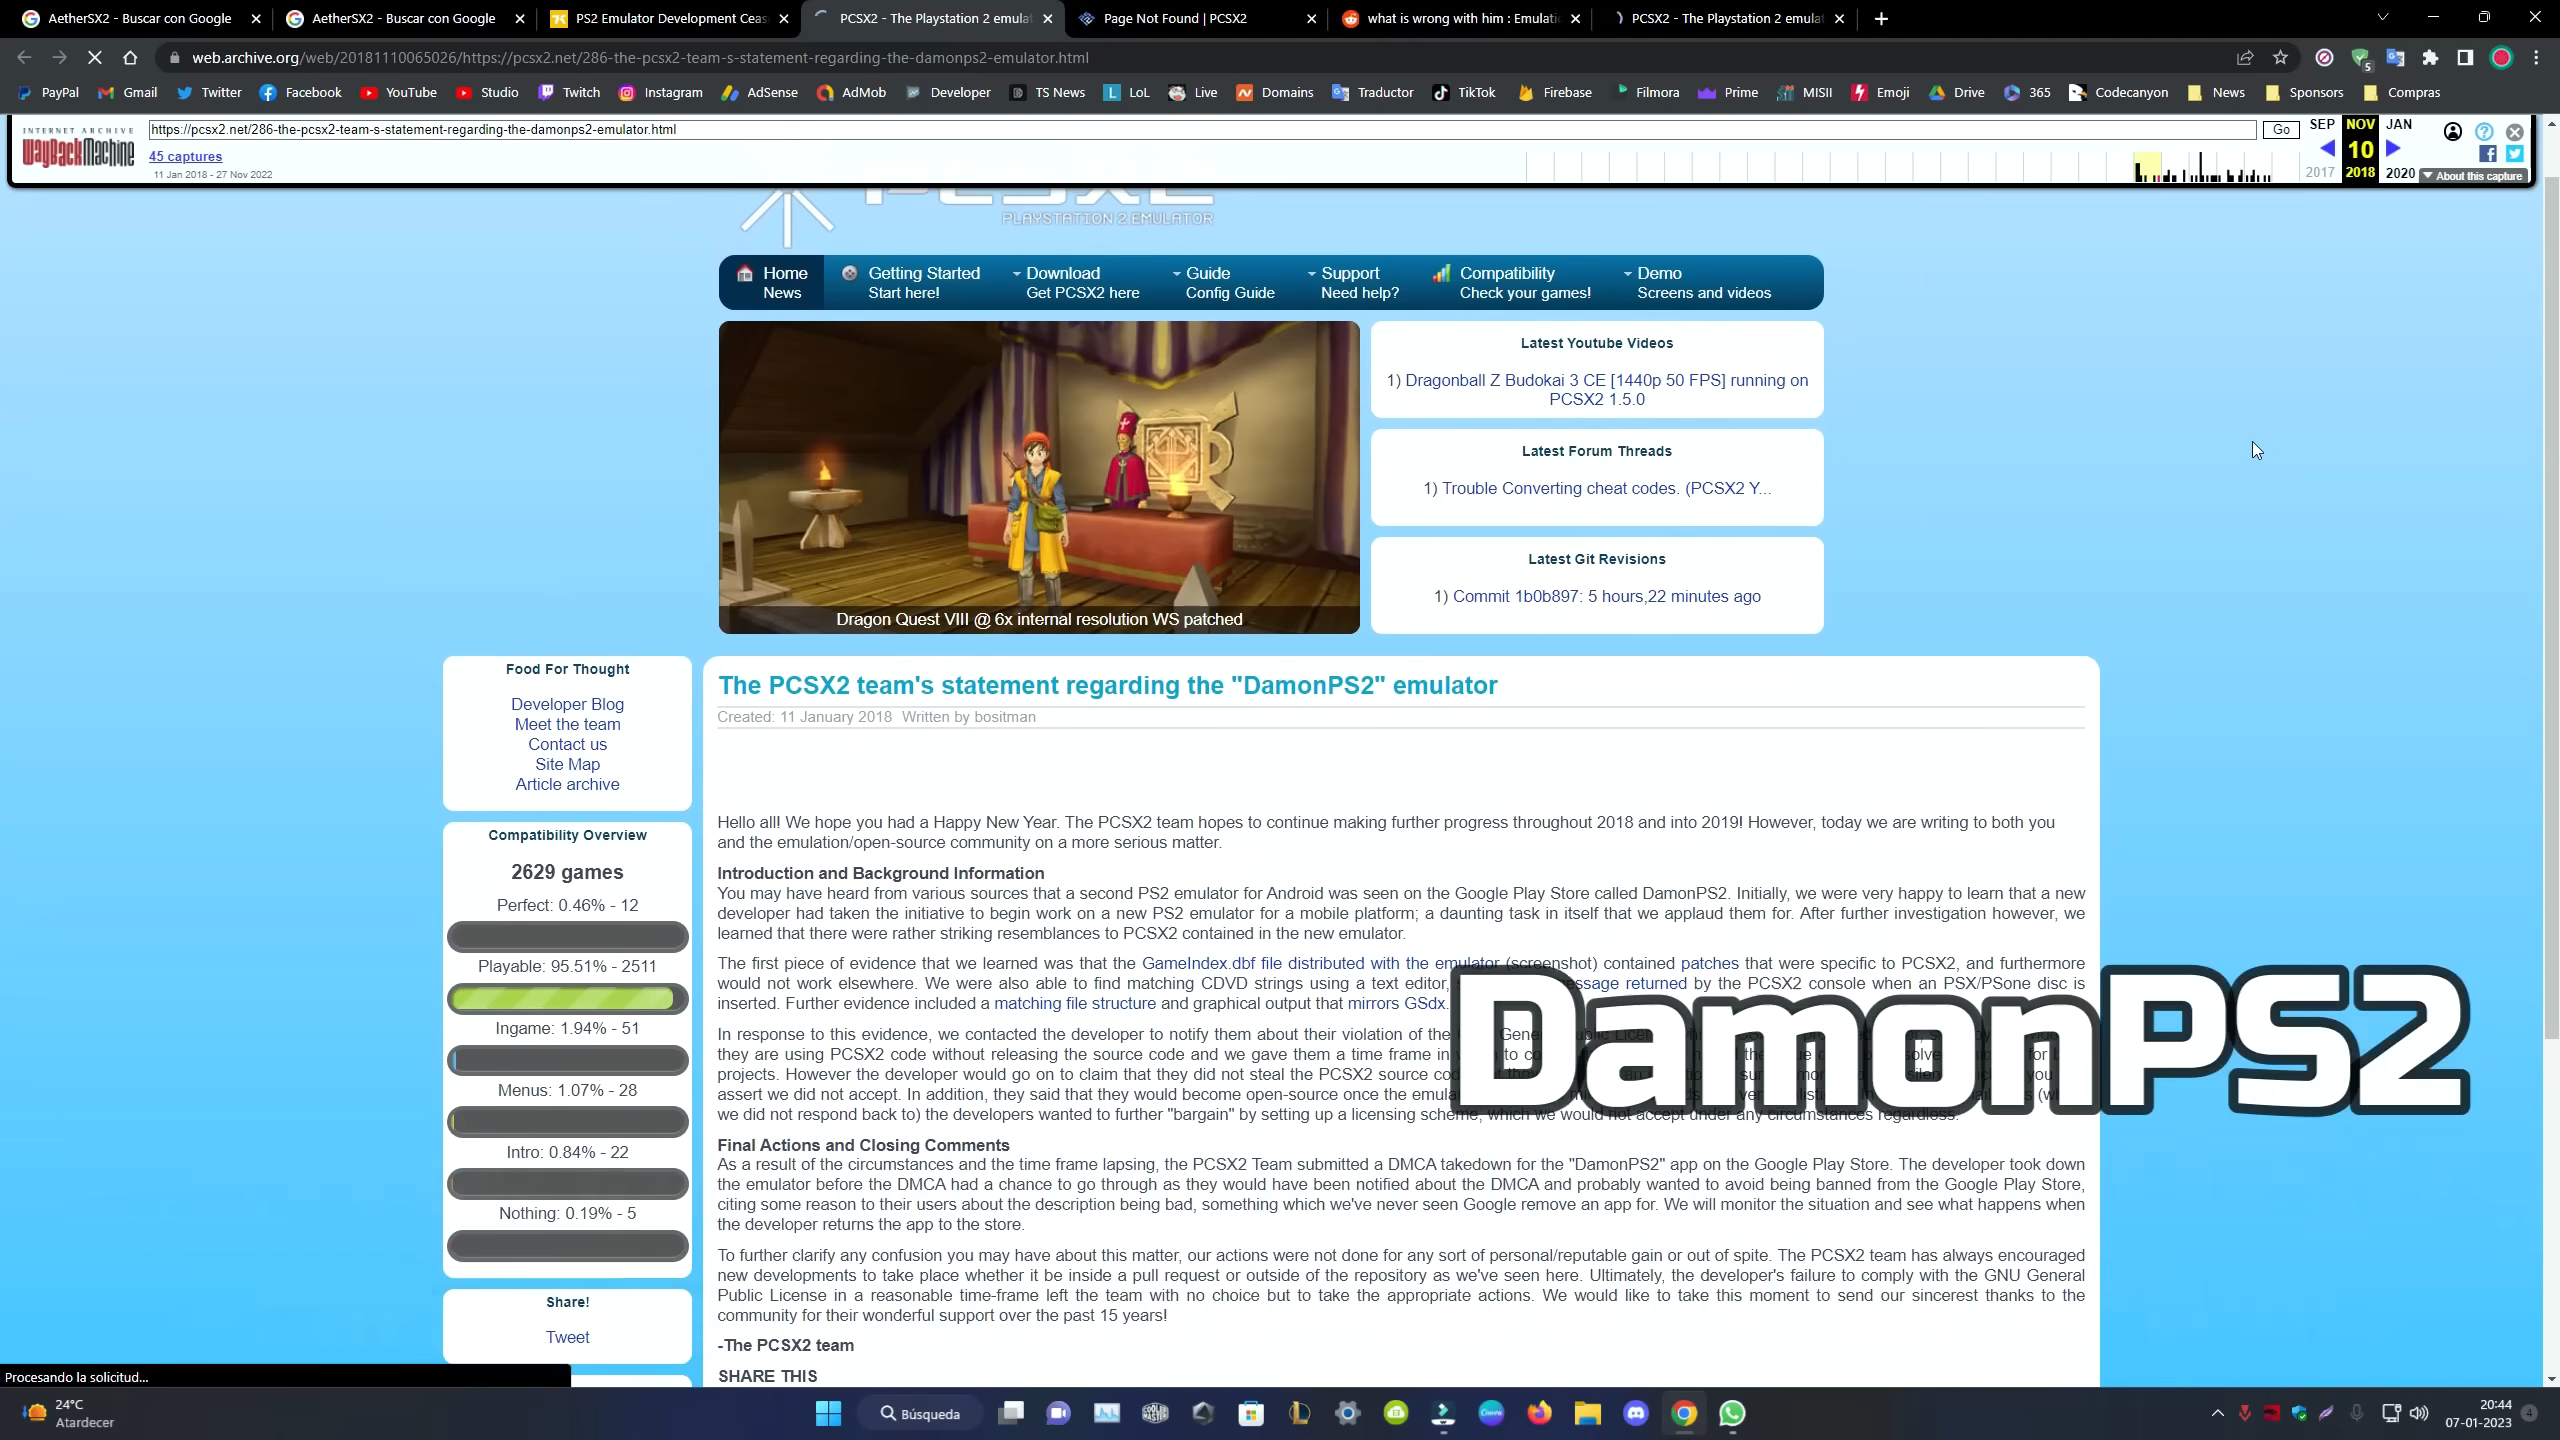 AetherSX2 - Buscar con Google
AetherSX2 - Buscar con Google
PS2 Emulator Development Ceas
PCSX2 - The Playstation 2 emulat
Page Not Found | PCSX2
what is wrong with him : Emulatio
PCSX2 - The Playstation 2 emulat
web.archive.org/web/20181110065026/https://pcsx2.net/286-the-pcsx2-team-s-statement-regarding-the-damonps2-emulator.html
5
PayPal Gmail Twitter Facebook YouTube Studio Twitch Instagram AdSense AdMob Developer TS News LoL Live Domains Traductor TikTok Firebase Filmora Prime MISII Emoji Drive 365 Codecanyon News Sponsors Compras
INTERNET ARCHIVE
WayBackMachine
https://pcsx2.net/286-the-pcsx2-team-s-statement-regarding-the-damonps2-emulator.html
Go
45 captures
11 Jan 2018 - 27 Nov 2022
SEP NOV JAN
10
2017 2018 2020
About this capture
PCSX2
PLAYSTATION 2 EMULATOR
Home
News
Getting Started
Start here!
Download
Get PCSX2 here
Guide
Config Guide
Support
Need help?
Compatibility
Check your games!
Demo
Screens and videos
Dragon Quest VIII @ 6x internal resolution WS patched
Latest Youtube Videos
1) Dragonball Z Budokai 3 CE [1440p 50 FPS] running on
PCSX2 1.5.0
Latest Forum Threads
1) Trouble Converting cheat codes. (PCSX2 Y...
Latest Git Revisions
1) Commit 1b0b897: 5 hours,22 minutes ago
Food For Thought
Developer Blog
Meet the team
Contact us
Site Map
Article archive
Compatibility Overview
2629 games
Perfect: 0.46% - 12
Playable: 95.51% - 2511
Ingame: 1.94% - 51
Menus: 1.07% - 28
Intro: 0.84% - 22
Nothing: 0.19% - 5
Share!
Tweet
The PCSX2 team's statement regarding the "DamonPS2" emulator
Created: 11 January 2018 Written by bositman
Hello all! We hope you had a Happy New Year. The PCSX2 team hopes to continue making further progress throughout 2018 and into 2019! However, today we are writing to both you
and the emulation/open-source community on a more serious matter.
Introduction and Background Information
You may have heard from various sources that a second PS2 emulator for Android was seen on the Google Play Store called DamonPS2. Initially, we were very happy to learn that a new
developer had taken the initiative to begin work on a new PS2 emulator for a mobile platform; a daunting task in itself that we applaud them for. After further investigation however, we
learned that there were rather striking resemblances to PCSX2 contained in the new emulator.
The first piece of evidence that we learned was that the GameIndex.dbf file distributed with the emulator (screenshot) contained patches that were specific to PCSX2, and furthermore
would not work elsewhere. We were also able to find matching CDVD strings using a text editor, returned by the PCSX2 console when an PSX/PSone disc is
inserted. Further evidence included a matching file structure and graphical output that mirrors GSdx.
In response to this evidence, we contacted the developer to notify them about their violation of the
they are using PCSX2 code without releasing the source code and we gave them a time frame in
projects. However the developer would go on to claim that they did not steal the PCSX2 source
assert we did not accept. In addition, they said that they would become open-source once the
we did not respond back to) the developers wanted to further "bargain" by setting up a licensing scheme, which we would not accept under any circumstances regardless.
DamonPS2
Final Actions and Closing Comments
As a result of the circumstances and the time frame lapsing, the PCSX2 Team submitted a DMCA takedown for the "DamonPS2" app on the Google Play Store. The developer took down
the emulator before the DMCA had a chance to go through as they would have been notified about the DMCA and probably wanted to avoid being banned from the Google Play Store,
citing some reason to their users about the description being bad, something which we've never seen Google remove an app for. We will monitor the situation and see what happens when
the developer returns the app to the store.
To further clarify any confusion you may have about this matter, our actions were not done for any sort of personal/reputable gain or out of spite. The PCSX2 team has always encouraged
new developments to take place whether it be inside a pull request or outside of the repository as we've seen here. Ultimately, the developer's failure to comply with the GNU General
Public License in a reasonable time-frame left the team with no choice but to take the appropriate actions. We would like to take this moment to send our sincerest thanks to the
community for their wonderful support over the past 15 years!
-The PCSX2 team
SHARE THIS
Procesando la solicitud...
24°C
Atardecer
Búsqueda
20:44
07-01-2023
4